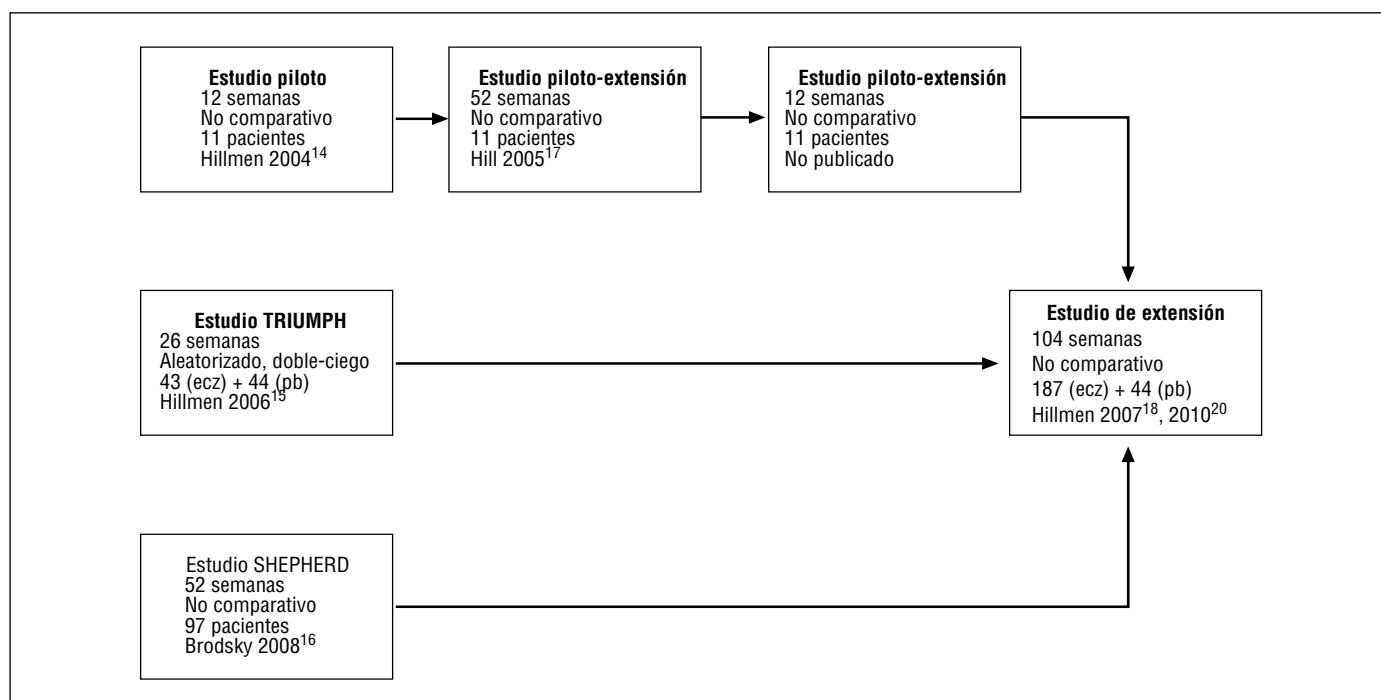 Estudio piloto
12 semanas
No comparativo
11 pacientes
Hillmen 2004¹⁴
Estudio piloto-extensión
52 semanas
No comparativo
11 pacientes
Hill 2005¹⁷
Estudio piloto-extensión
12 semanas
No comparativo
11 pacientes
No publicado
Estudio TRIUMPH
26 semanas
Aleatorizado, doble-ciego
43 (ecz) + 44 (pb)
Hillmen 2006¹⁵
Estudio de extensión
104 semanas
No comparativo
187 (ecz) + 44 (pb)
Hillmen 2007¹⁸, 2010²⁰
Estudio SHEPHERD
52 semanas
No comparativo
97 pacientes
Brodsky 2008¹⁶